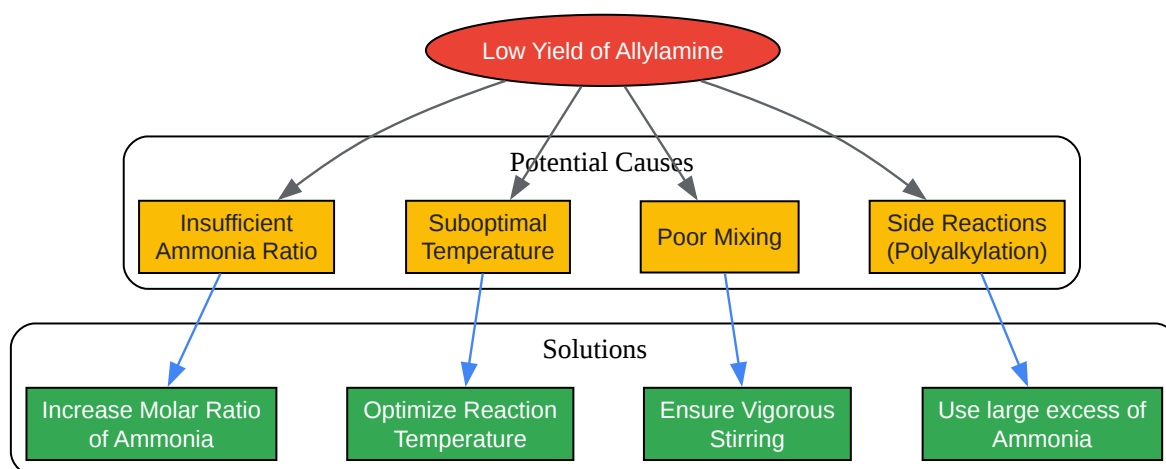 Low Yield of Allylamine
Potential Causes
Insufficient
Ammonia Ratio
Suboptimal
Temperature
Poor Mixing
Side Reactions
(Polyalkylation)
Solutions
Increase Molar Ratio
of Ammonia
Optimize Reaction
Temperature
Ensure Vigorous
Stirring
Use large excess of
Ammonia